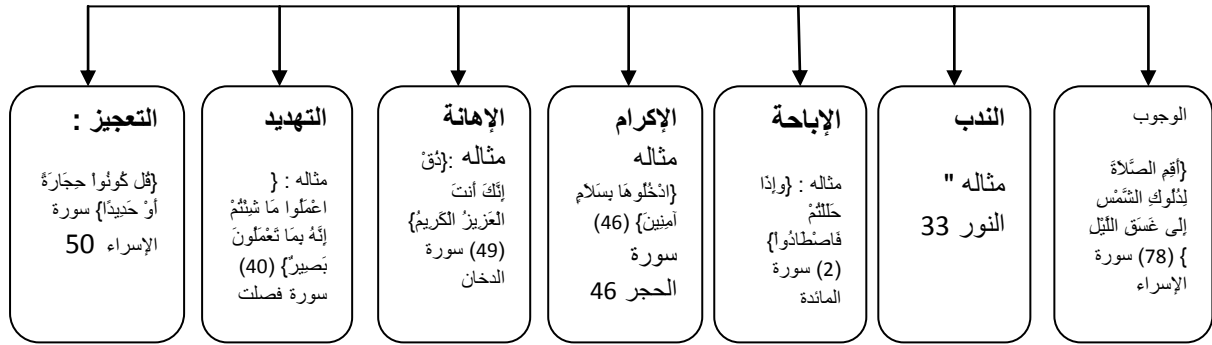 الوجوب
{أَقِمِ الصَّلَاةَ
لِدُلُوكِ الشَّمْسِ
إِلَى غَسَقِ اللَّيْلِ
} (78) سورة
الإسراء
الندب
مثاله "
النور 33
الإباحة
مثاله : {وَإِذَا
حَلَلْتُمْ
فَاصْطَادُواْ}
(2) سورة
المائدة
الإكرام
مثاله
{ادْخُلُوهَا بِسَلَامٍ
آمِنِينَ} (46)
سورة
الحجر 46
الإهانة
مثاله :{ذُقْ
إِنَّكَ أَنتَ
الْعَزِيزُ الْكَرِيمُ}
(49) سورة
الدخان
التهديد
مثاله : {
اعْمَلُوا مَا شِئْتُمْ
إِنَّهُ بِمَا تَعْمَلُونَ
بَصِيرٌ} (40)
سورة فصلت
التعجيز :
{قُل كُونُواْ حِجَارَةً
أَوْ حَدِيدًا} سورة
الإسراء 50